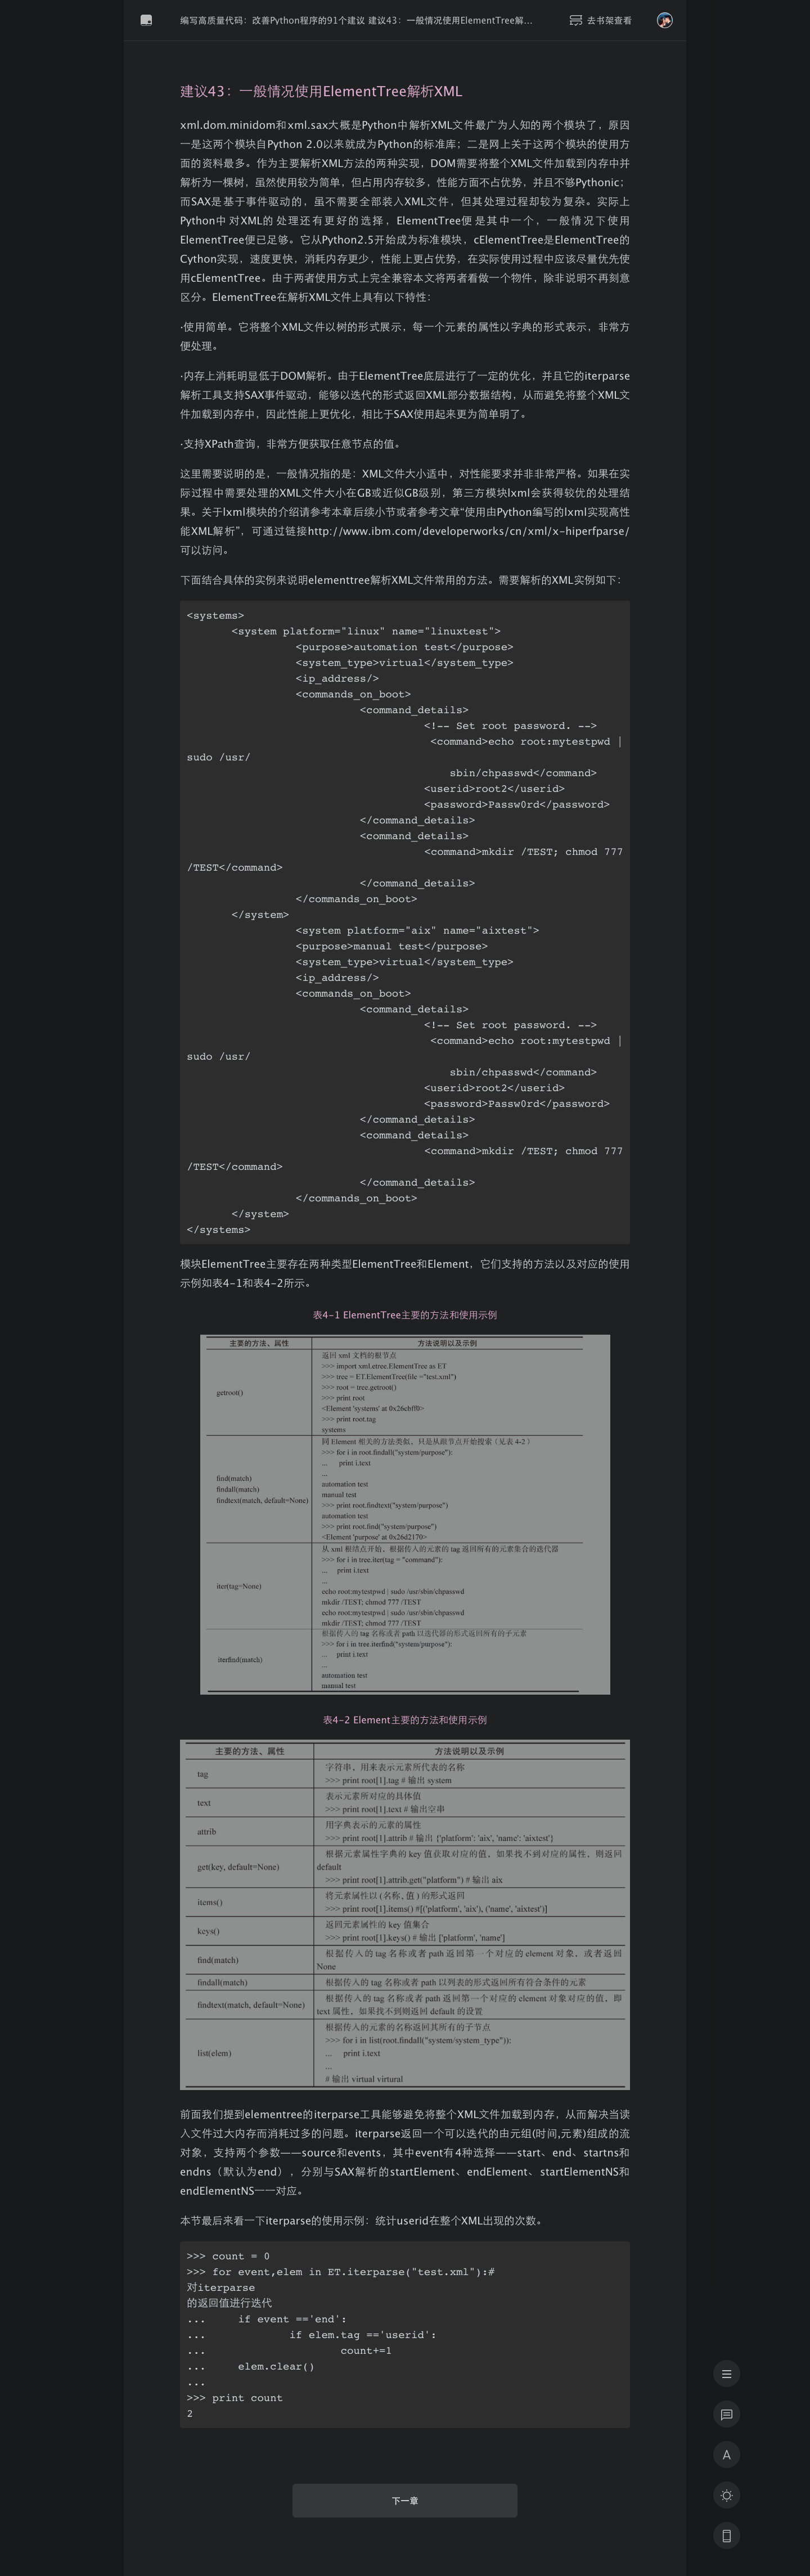 编写高质量代码：改善Python程序的91个建议 建议43：一般情况使用ElementTree解...
去书架查看
建议43：一般情况使用ElementTree解析XML
xml.dom.minidom和xml.sax大概是Python中解析XML文件最广为人知的两个模块了，原因
一是这两个模块自Python 2.0以来就成为Python的标准库；二是网上关于这两个模块的使用方
面的资料最多。作为主要解析XML方法的两种实现，DOM需要将整个XML文件加载到内存中并
解析为一棵树，虽然使用较为简单，但占用内存较多，性能方面不占优势，并且不够Pythonic；
而SAX是基于事件驱动的，虽不需要全部装入XML文件，但其处理过程却较为复杂。实际上
Python中对XML的处理还有更好的选择，ElementTree便是其中一个，一般情况下使用
ElementTree便已足够。它从Python2.5开始成为标准模块，cElementTree是ElementTree的
Cython实现，速度更快，消耗内存更少，性能上更占优势，在实际使用过程中应该尽量优先使
用cElementTree。由于两者使用方式上完全兼容本文将两者看做一个物件，除非说明不再刻意
区分。ElementTree在解析XML文件上具有以下特性：
·使用简单。它将整个XML文件以树的形式展示，每一个元素的属性以字典的形式表示，非常方
便处理。
·内存上消耗明显低于DOM解析。由于ElementTree底层进行了一定的优化，并且它的iterparse
解析工具支持SAX事件驱动，能够以迭代的形式返回XML部分数据结构，从而避免将整个XML文
件加载到内存中，因此性能上更优化，相比于SAX使用起来更为简单明了。
·支持XPath查询，非常方便获取任意节点的值。
这里需要说明的是，一般情况指的是：XML文件大小适中，对性能要求并非非常严格。如果在实
际过程中需要处理的XML文件大小在GB或近似GB级别，第三方模块lxml会获得较优的处理结
果。关于lxml模块的介绍请参考本章后续小节或者参考文章“使用由Python编写的lxml实现高性
能XML解析”，可通过链接http://www.ibm.com/developerworks/cn/xml/x-hiperfparse/
可以访问。
下面结合具体的实例来说明elementtree解析XML文件常用的方法。需要解析的XML实例如下：
<systems>
<system platform="linux" name="linuxtest">
<purpose>automation test</purpose>
<system_type>virtual</system_type>
<ip_address/>
<commands_on_boot>
<command_details>
<!-- Set root password. -->
<command>echo root:mytestpwd |
sudo /usr/
sbin/chpasswd</command>
<userid>root2</userid>
<password>Passw0rd</password>
</command_details>
<command_details>
<command>mkdir /TEST; chmod 777
/TEST</command>
</command_details>
</commands_on_boot>
</system>
<system platform="aix" name="aixtest">
<purpose>manual test</purpose>
<system_type>virtual</system_type>
<ip_address/>
<commands_on_boot>
<command_details>
<!-- Set root password. -->
<command>echo root:mytestpwd |
sudo /usr/
sbin/chpasswd</command>
<userid>root2</userid>
<password>Passw0rd</password>
</command_details>
<command_details>
<command>mkdir /TEST; chmod 777
/TEST</command>
</command_details>
</commands_on_boot>
</system>
</systems>
模块ElementTree主要存在两种类型ElementTree和Element，它们支持的方法以及对应的使用
示例如表4-1和表4-2所示。
表4-1 ElementTree主要的方法和使用示例
主要的方法、属性 方法说明以及示例
getroot()
返回 xml 文档的根节点
>>> import xml.etree.ElementTree as ET
>>> tree = ET.ElementTree(file ="test.xml")
>>> root = tree.getroot()
>>> print root
<Element 'systems' at 0x26cbff0>
>>> print root.tag
systems
find(match)
findall(match)
findtext(match, default=None)
同 Element 相关的方法类似，只是从根节点开始搜索（见表 4-2）
>>> for i in root.findall("system/purpose"):
... print i.text
...
automation test
manual test
>>> print root.findtext("system/purpose")
automation test
>>> print root.find("system/purpose")
<Element 'purpose' at 0x26d2170>
iter(tag=None)
从 xml 根结点开始，根据传入的元素的 tag 返回所有的元素集合的迭代器
>>> for i in tree.iter(tag = "command"):
... print i.text
...
echo root:mytestpwd | sudo /usr/sbin/chpasswd
mkdir /TEST; chmod 777 /TEST
echo root:mytestpwd | sudo /usr/sbin/chpasswd
mkdir /TEST; chmod 777 /TEST
iterfind(match)
根据传入的 tag 名称或者 path 以迭代器的形式返回所有的子元素
>>> for i in tree.iterfind("system/purpose"):
... print i.text
...
automation test
manual test
表4-2 Element主要的方法和使用示例
主要的方法、属性 方法说明以及示例
tag
字符串，用来表示元素所代表的名称
>>> print root[1].tag # 输出 system
text
表示元素所对应的具体值
>>> print root[1].text # 输出空串
attrib
用字典表示的元素的属性
>>> print root[1].attrib # 输出 {'platform': 'aix', 'name': 'aixtest'}
get(key, default=None)
根据元素属性字典的 key 值获取对应的值，如果找不到对应的属性，则返回
default
>>> print root[1].attrib.get("platform") # 输出 aix
items()
将元素属性以 (名称, 值) 的形式返回
>>> print root[1].items() #[('platform', 'aix'), ('name', 'aixtest')]
keys()
返回元素属性的 key 值集合
>>> print root[1].keys() # 输出 ['platform', 'name']
find(match)
根据传入的 tag 名称或者 path 返回第一个对应的 element 对象，或者返回
None
findall(match)
根据传入的 tag 名称或者 path 以列表的形式返回所有符合条件的元素
findtext(match, default=None)
根据传入的 tag 名称或者 path 返回第一个对应的 element 对象对应的值，即
text 属性，如果找不到则返回 default 的设置
list(elem)
根据传入的元素的名称返回其所有的子节点
>>> for i in list(root.findall("system/system_type")):
... print i.text
...
# 输出 virtual virtural
前面我们提到elementree的iterparse工具能够避免将整个XML文件加载到内存，从而解决当读
入文件过大内存而消耗过多的问题。iterparse返回一个可以迭代的由元组(时间,元素)组成的流
对象，支持两个参数——source和events，其中event有4种选择——start、end、startns和
endns（默认为end），分别与SAX解析的startElement、endElement、startElementNS和
endElementNS一一对应。
本节最后来看一下iterparse的使用示例：统计userid在整个XML出现的次数。
>>> count = 0
>>> for event,elem in ET.iterparse("test.xml"):#
对iterparse
的返回值进行迭代
... if event =='end':
... if elem.tag =='userid':
... count+=1
... elem.clear()
...
>>> print count
2
下一章
A